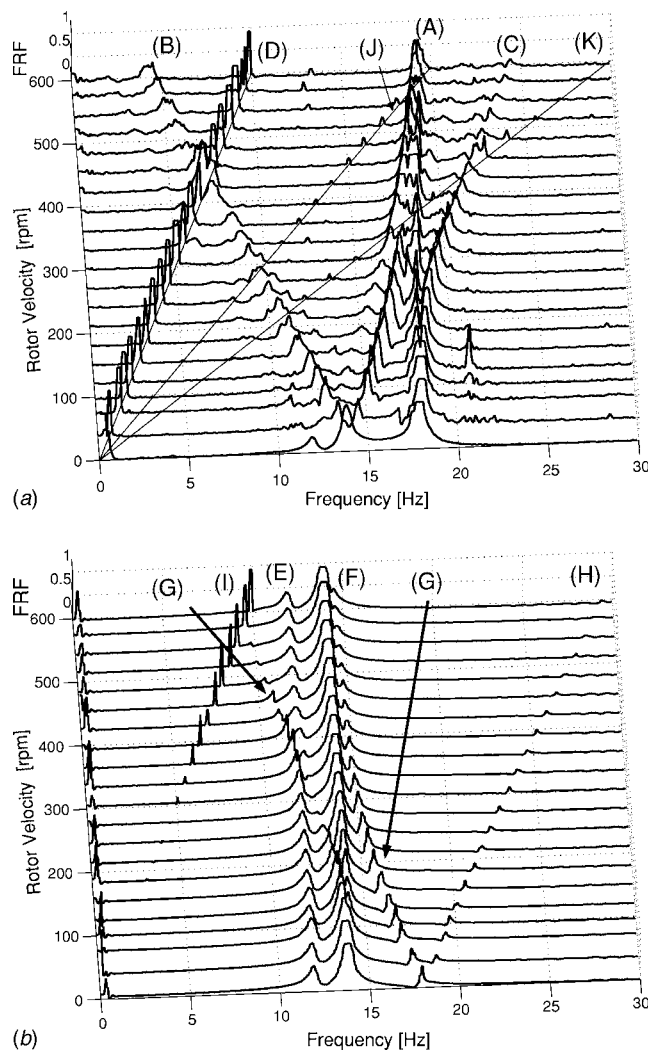 (A)
(B) (D) (J) (C) (K)
FRF
1
0.5
0
600
500
400
300
200
100
0
Rotor Velocity [rpm]
0 5 10 15 20 25 30
(a) Frequency [Hz]
(G) (I) (E) (F) (G) (H)
FRF
1
0.5
0
600
500
400
300
200
100
0
Rotor Velocity [rpm]
0 5 10 15 20 25 30
(b) Frequency [Hz]